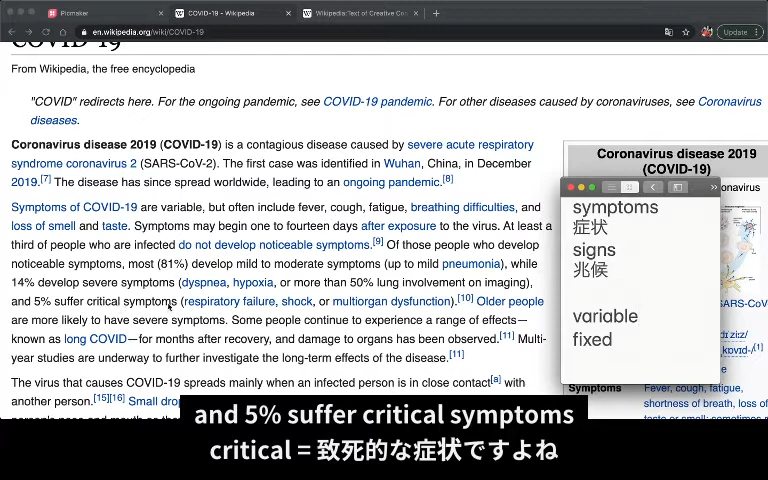 Picmaker
COVID-19 - Wikipedia
Wikipedia:Text of Creative Con
en.wikipedia.org/wiki/COVID-19
Update
COVID-19
From Wikipedia, the free encyclopedia
"COVID" redirects here. For the ongoing pandemic, see COVID-19 pandemic. For other diseases caused by coronaviruses, see Coronavirus
diseases.
Coronavirus disease 2019 (COVID-19) is a contagious disease caused by severe acute respiratory
syndrome coronavirus 2 (SARS-CoV-2). The first case was identified in Wuhan, China, in December
2019.[7] The disease has since spread worldwide, leading to an ongoing pandemic.[8]
Symptoms of COVID-19 are variable, but often include fever, cough, fatigue, breathing difficulties, and
loss of smell and taste. Symptoms may begin one to fourteen days after exposure to the virus. At least a
third of people who are infected do not develop noticeable symptoms.[9] Of those people who develop
noticeable symptoms, most (81%) develop mild to moderate symptoms (up to mild pneumonia), while
14% develop severe symptoms (dyspnea, hypoxia, or more than 50% lung involvement on imaging),
and 5% suffer critical symptoms (respiratory failure, shock, or multiorgan dysfunction).[10] Older people
are more likely to have severe symptoms. Some people continue to experience a range of effects—
known as long COVID—for months after recovery, and damage to organs has been observed.[11] Multi-
year studies are underway to further investigate the long-term effects of the disease.[11]
The virus that causes COVID-19 spreads mainly when an infected person is in close contact[a] with
another person.[15][16] Small drop
Coronavirus disease 2019
(COVID-19)
onavirus
symptoms
症状
signs
兆候
variable
fixed
SARS-CoV
Symptoms
Fever, cough, fatigue,
shortness of breath, loss of
taste or smell; sometimes
and 5% suffer critical symptoms
critical = 致死的な症状ですよね